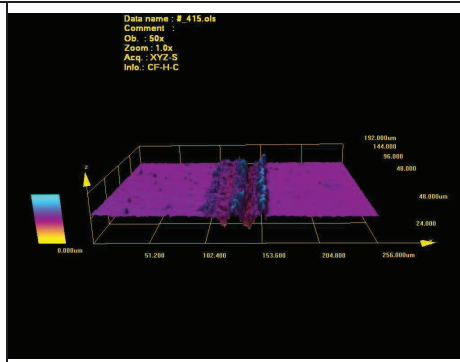 Data name : #_415.ols
Comment :
Ob. : 50x
Zoom : 1.0x
Acq. : XYZ-S
Info.: CF-H-C
192.000um
144.000
96.000
48.000
z
48.000um
24.000
0.000um
51.200
102.400
153.600
204.800
256.000um